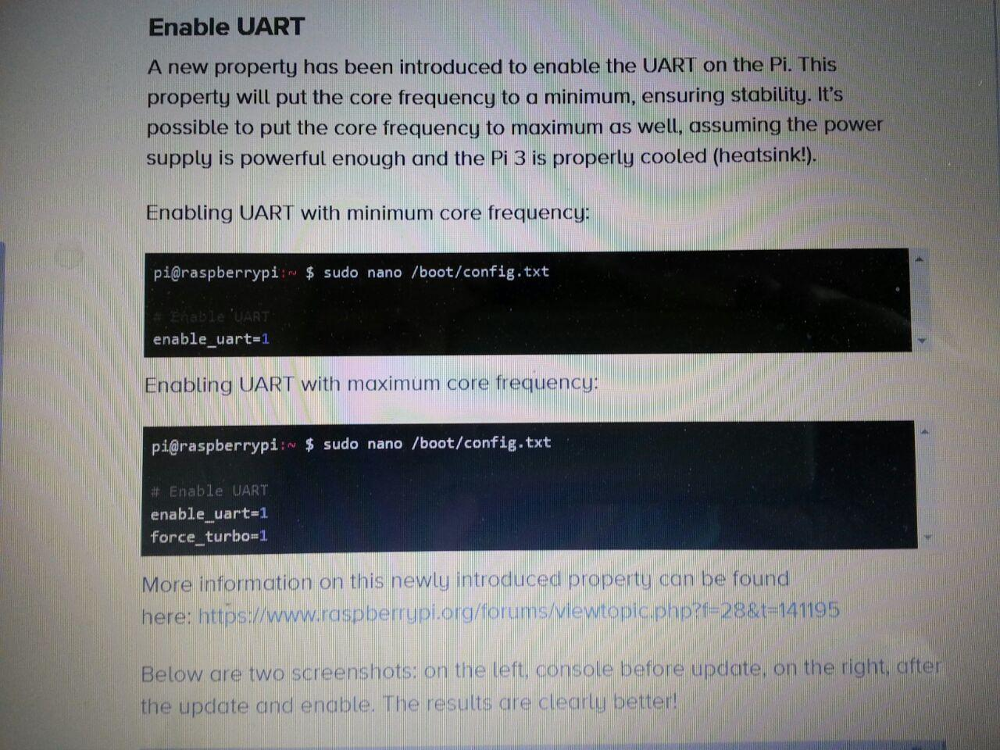 Enable UART
A new property has been introduced to enable the UART on the Pi. This
property will put the core frequency to a minimum, ensuring stability. It's
possible to put the core frequency to maximum as well, assuming the power
supply is powerful enough and the Pi 3 is properly cooled (heatsink!).
Enabling UART with minimum core frequency:
pi@raspberrypi:~ $ sudo nano /boot/config.txt
# Enable UART
enable_uart=1
Enabling UART with maximum core frequency:
pi@raspberrypi:~ $ sudo nano /boot/config.txt
# Enable UART
enable_uart=1
force_turbo=1
More information on this newly introduced property can be found
here: https://www.raspberrypi.org/forums/viewtopic.php?f=28&t=141195
Below are two screenshots: on the left, console before update, on the right, after
the update and enable. The results are clearly better!